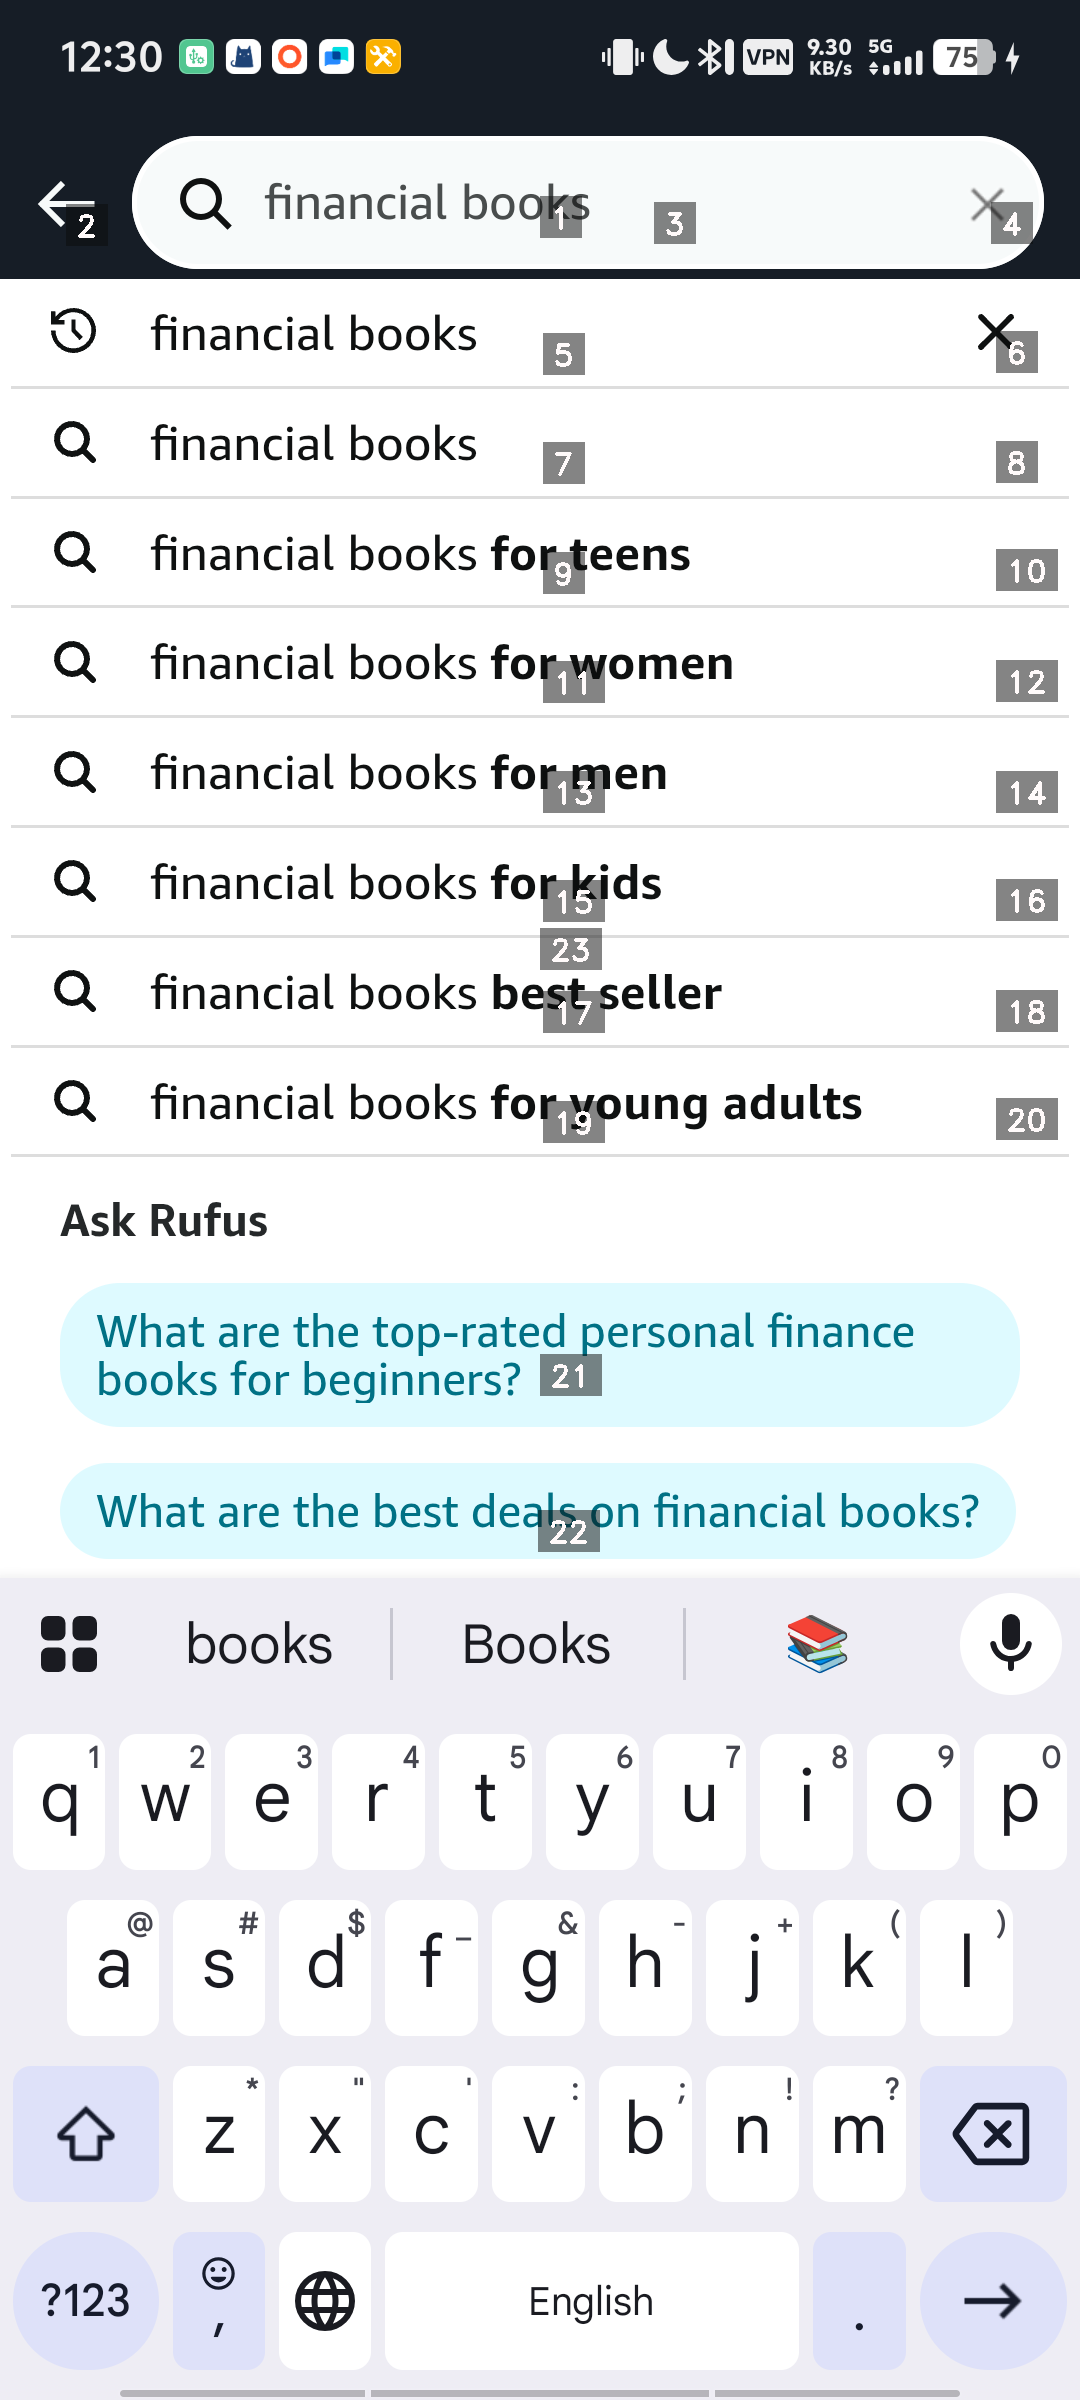 12:30
VPN 9.30 KB/s 5G 75
financial books
1
2
3
4
financial books
5
6
financial books
7
8
financial books for teens
9
10
financial books for women
11
12
financial books for men
13
14
financial books for kids
15
16
23
financial books best seller
17
18
financial books for young adults
19
20
Ask Rufus
What are the top-rated personal finance
books for beginners?
21
What are the best deals on financial books?
22
books Books
1 2 3 4 5 6 7 8 9 0
q w e r t y u i o p
@ # $ _ & - + ( )
a s d f g h j k l
* " ' : ; ! ?
z x c v b n m
?123 , English .